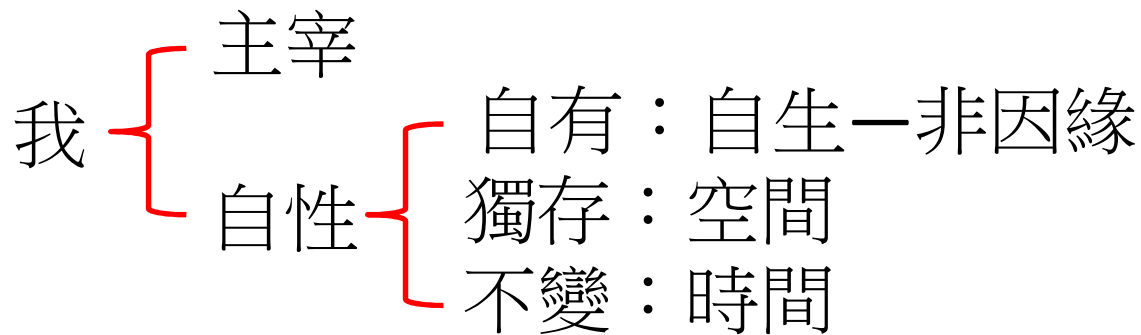 主宰
我
自有：自生—非因緣
自性
獨存：空間
不變：時間